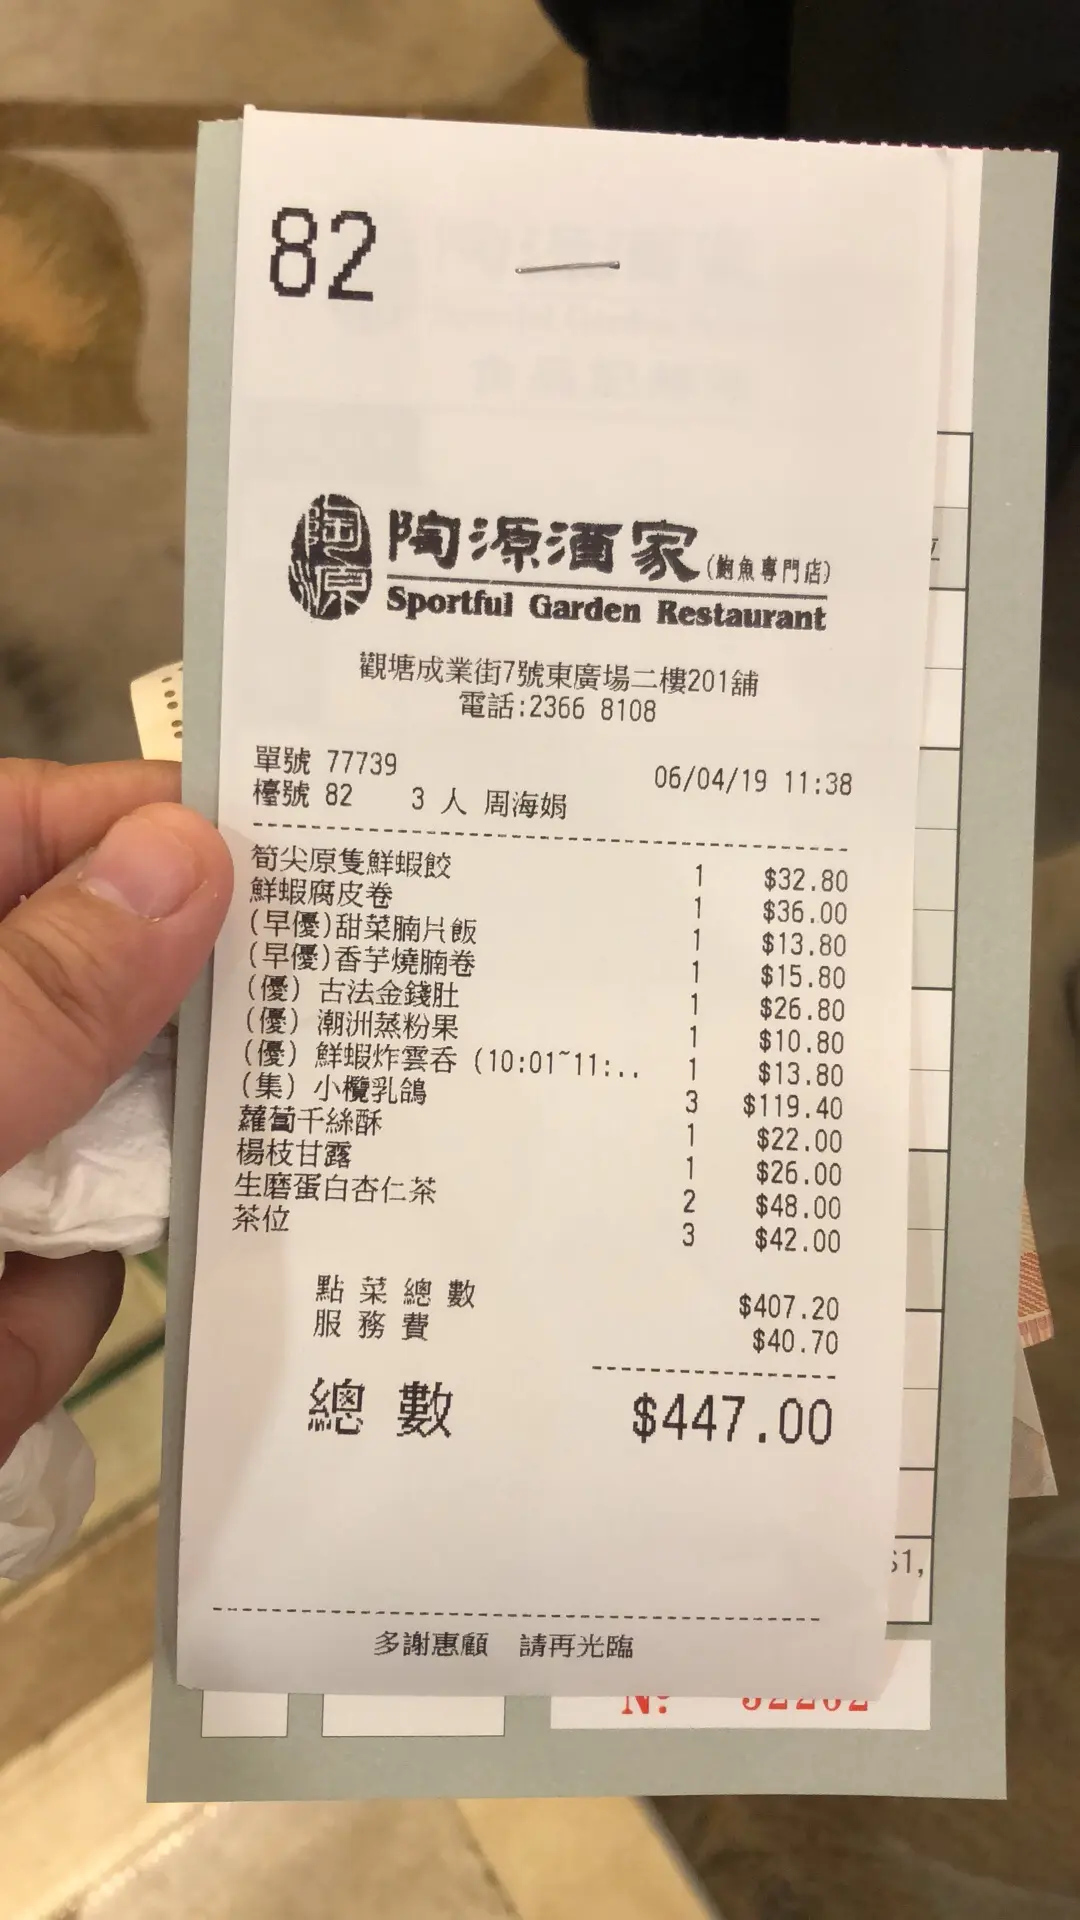 82
陶源
陶源酒家(鮑魚專門店)
Sportful Garden Restaurant
觀塘成業街7號東廣場二樓201舖
電話:2366 8108
單號 77739 06/04/19 11:38
檯號 82 3 人 周海娟
筍尖原隻鮮蝦餃 1 $32.80
鮮蝦腐皮卷 1 $36.00
(早優)甜菜腩片飯 1 $13.80
(早優)香芋燒腩卷 1 $15.80
(優) 古法金錢肚 1 $26.80
(優) 潮洲蒸粉果 1 $10.80
(優) 鮮蝦炸雲吞 (10:01~11:.. 1 $13.80
(集) 小欖乳鴿 3 $119.40
蘿蔔千絲酥 1 $22.00
楊枝甘露 1 $26.00
生磨蛋白杏仁茶 2 $48.00
茶位 3 $42.00
點菜總數 $407.20
服務費 $40.70
總數 $447.00
$1,
多謝惠顧 請再光臨
Nº